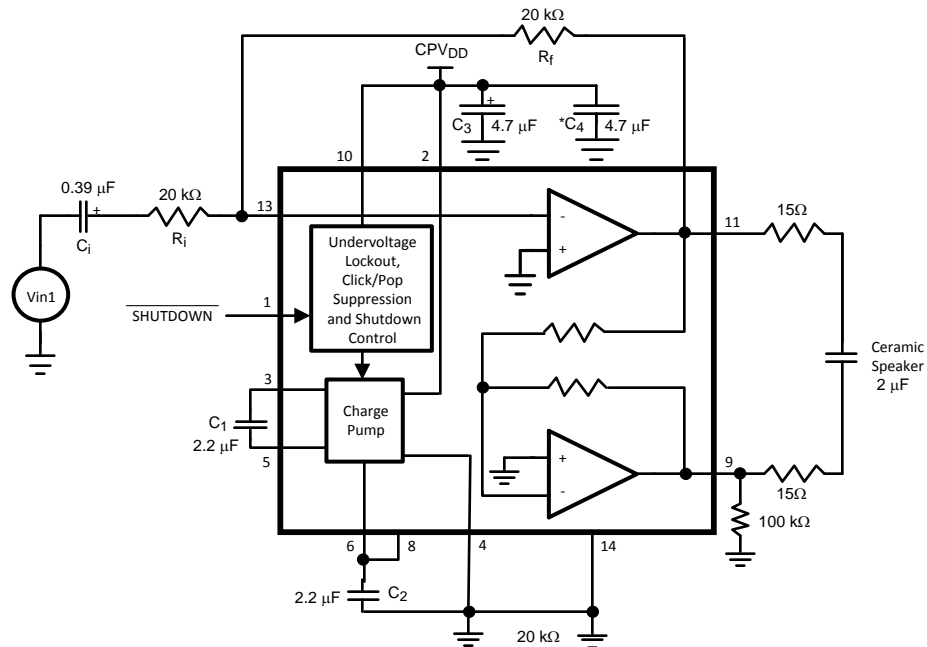 20 kΩ
Rf
CPVDD
C3
+
4.7 µF
*C4
4.7 µF
10
2
0.39 µF
+
Ci
20 kΩ
Ri
13
-
+
11
15Ω
Vin1
Undervoltage
Lockout,
Click/Pop
Suppression
and Shutdown
Control
1
SHUTDOWN
Ceramic
Speaker
2 µF
3
C1
2.2 µF
5
Charge
Pump
+
-
9
15Ω
100 kΩ
6
8
4
14
2.2 µF
C2
20 kΩ